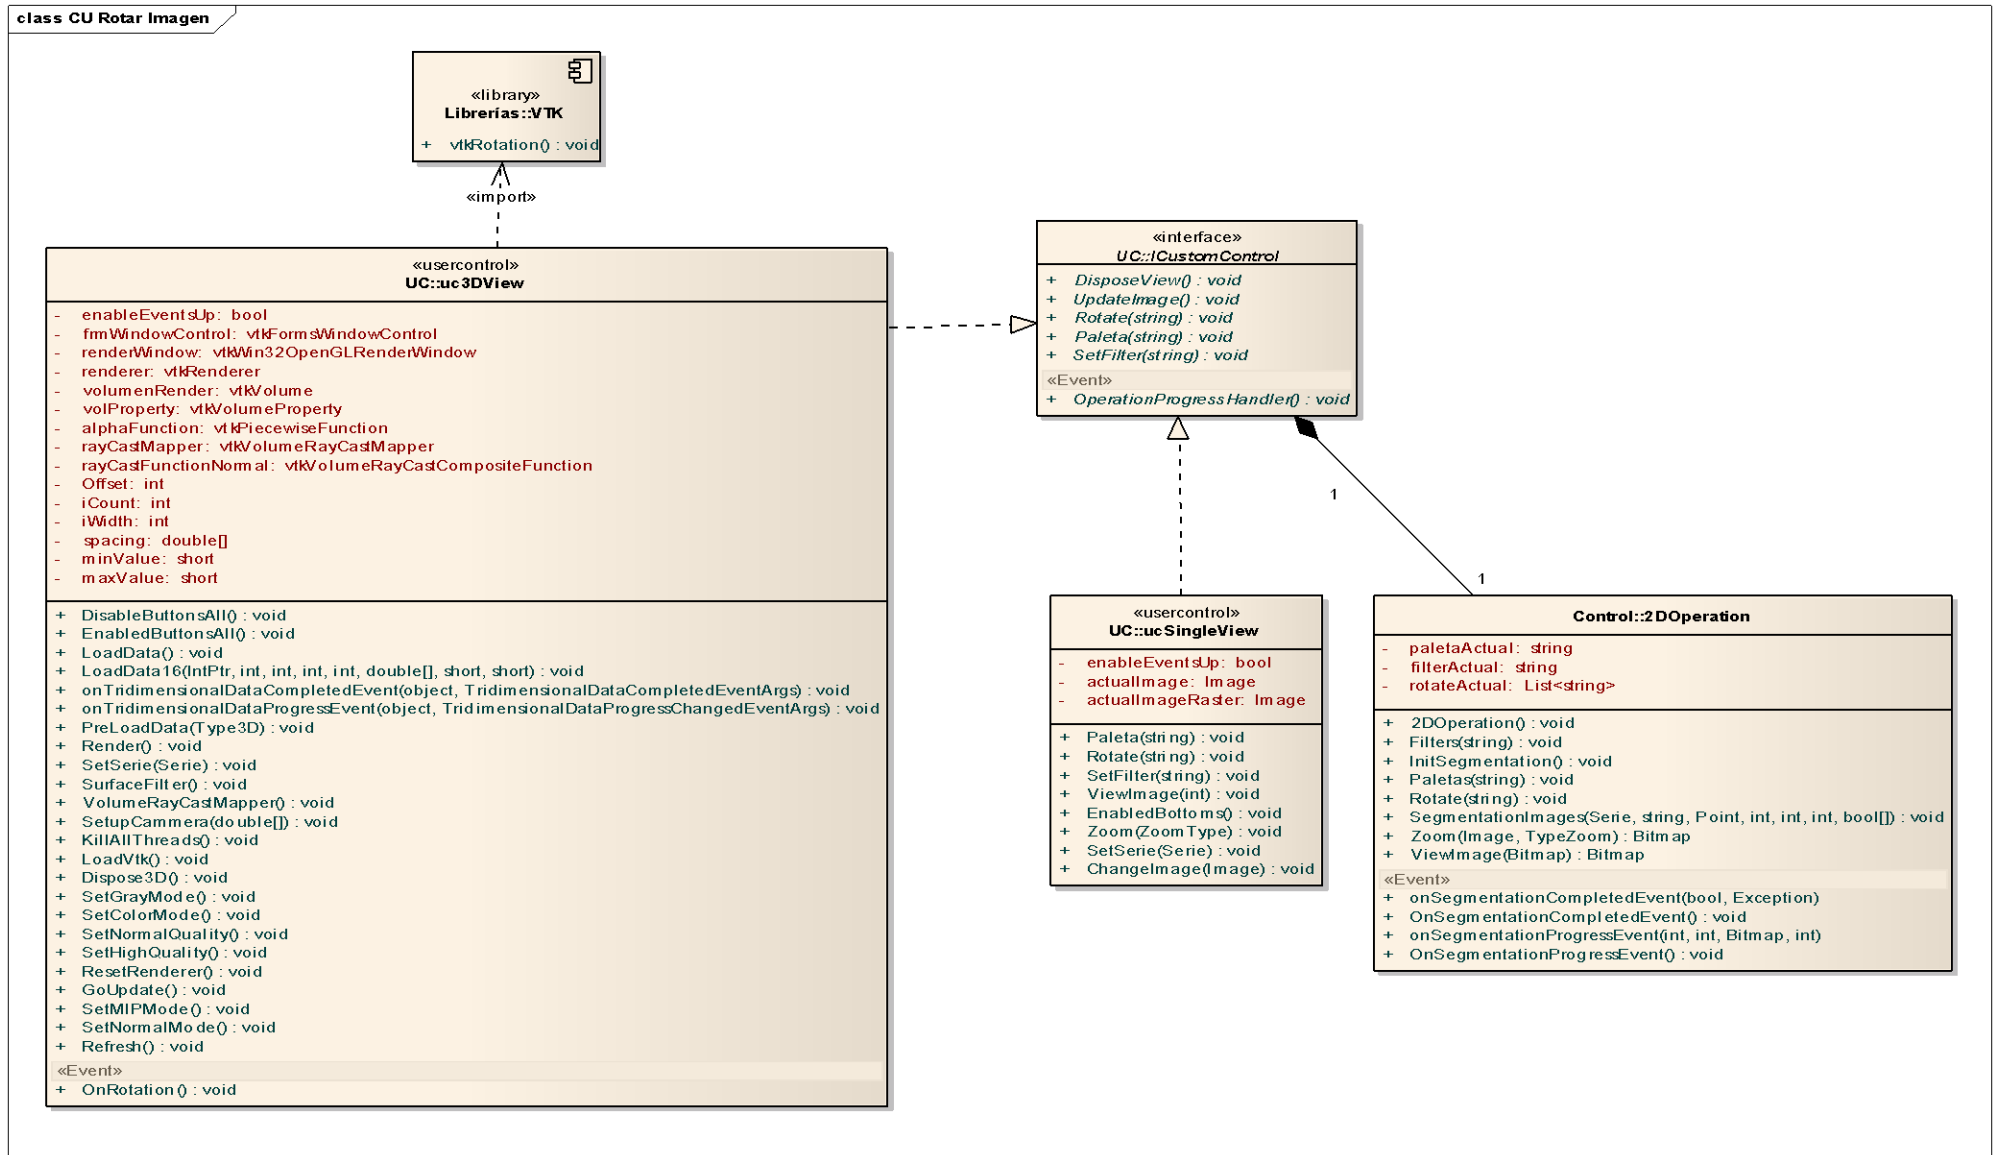 class CU Rotar Imagen
«library»
Librerías::VTK
+ vtkRotation() : void
«import»
«usercontrol»
UC::uc3DView
- enableEventsUp: bool
- frmWindowControl: vtkFormsWindowControl
- renderWindow: vtkWin32OpenGLRenderWindow
- renderer: vtkRenderer
- volumenRender: vtkVolume
- volProperty: vtkVolumeProperty
- alphaFunction: vtkPiecewiseFunction
- rayCastMapper: vtkVolumeRayCastMapper
- rayCastFunctionNormal: vtkVolumeRayCastCompositeFunction
- Offset: int
- iCount: int
- iWidth: int
- spacing: double[]
- minValue: short
- maxValue: short
+ DisableButtonsAll() : void
+ EnabledButtonsAll() : void
+ LoadData() : void
+ LoadData16(IntPtr, int, int, int, int, double[], short, short) : void
+ onTridimensionalDataCompletedEvent(object, TridimensionalDataCompletedEventArgs) : void
+ onTridimensionalDataProgressEvent(object, TridimensionalDataProgressChangedEventArgs) : void
+ PreLoadData(Type3D) : void
+ Render() : void
+ SetSerie(Serie) : void
+ SurfaceFilter() : void
+ VolumeRayCastMapper() : void
+ SetupCammera(double[]) : void
+ KillAllThreads() : void
+ LoadVtk() : void
+ Dispose3D() : void
+ SetGrayMode() : void
+ SetColorMode() : void
+ SetNormalQuality() : void
+ SetHighQuality() : void
+ ResetRenderer() : void
+ GoUpdate() : void
+ SetMIPMode() : void
+ SetNormalMode() : void
+ Refresh() : void
«Event»
+ OnRotation() : void
«interface»
UC::ICustomControl
+ DisposeView() : void
+ UpdateImage() : void
+ Rotate(string) : void
+ Paleta(string) : void
+ SetFilter(string) : void
«Event»
+ OperationProgressHandler() : void
1
1
«usercontrol»
UC::ucSingleView
- enableEventsUp: bool
- actualImage: Image
- actualImageRaster: Image
+ Paleta(string) : void
+ Rotate(string) : void
+ SetFilter(string) : void
+ ViewImage(int) : void
+ EnabledBottoms() : void
+ Zoom(ZoomType) : void
+ SetSerie(Serie) : void
+ ChangeImage(Image) : void
Control::2DOperation
- paletaActual: string
- filterActual: string
- rotateActual: List<string>
+ 2DOperation() : void
+ Filters(string) : void
+ InitSegmentation() : void
+ Paletas(string) : void
+ Rotate(string) : void
+ SegmentationImages(Serie, string, Point, int, int, int, bool[]) : void
+ Zoom(Image, TypeZoom) : Bitmap
+ ViewImage(Bitmap) : Bitmap
«Event»
+ onSegmentationCompletedEvent(bool, Exception)
+ OnSegmentationCompletedEvent() : void
+ onSegmentationProgressEvent(int, int, Bitmap, int)
+ OnSegmentationProgressEvent() : void